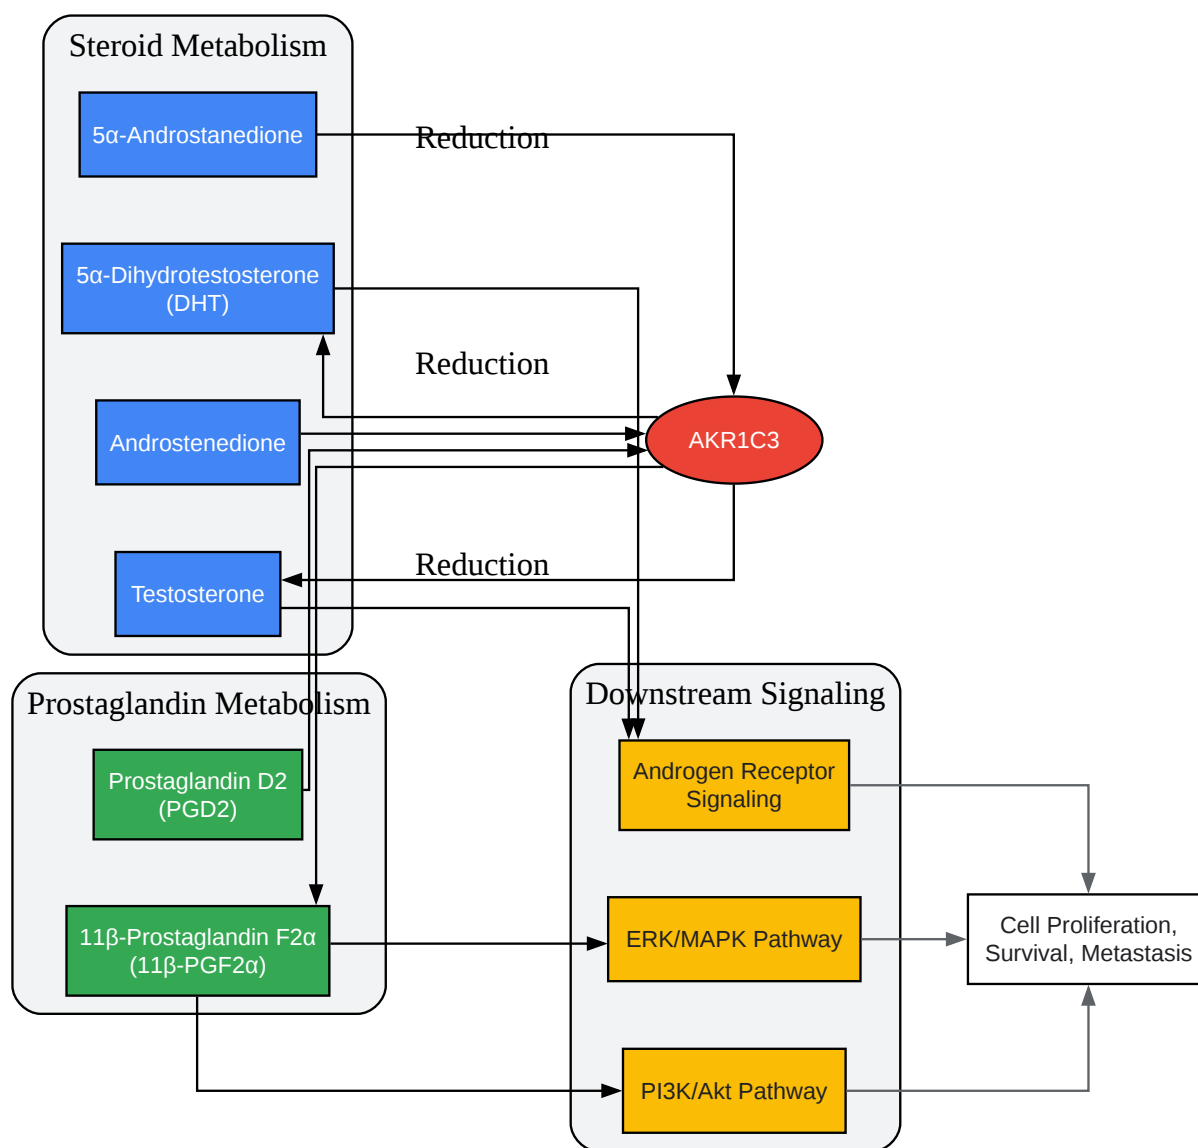 Steroid Metabolism
5α-Androstanedione
Reduction
5α-Dihydrotestosterone
(DHT)
Reduction
Androstenedione
AKR1C3
Reduction
Testosterone
Prostaglandin Metabolism
Prostaglandin D2
(PGD2)
11β-Prostaglandin F2α
(11β-PGF2α)
Downstream Signaling
Androgen Receptor
Signaling
ERK/MAPK Pathway
PI3K/Akt Pathway
Cell Proliferation,
Survival, Metastasis